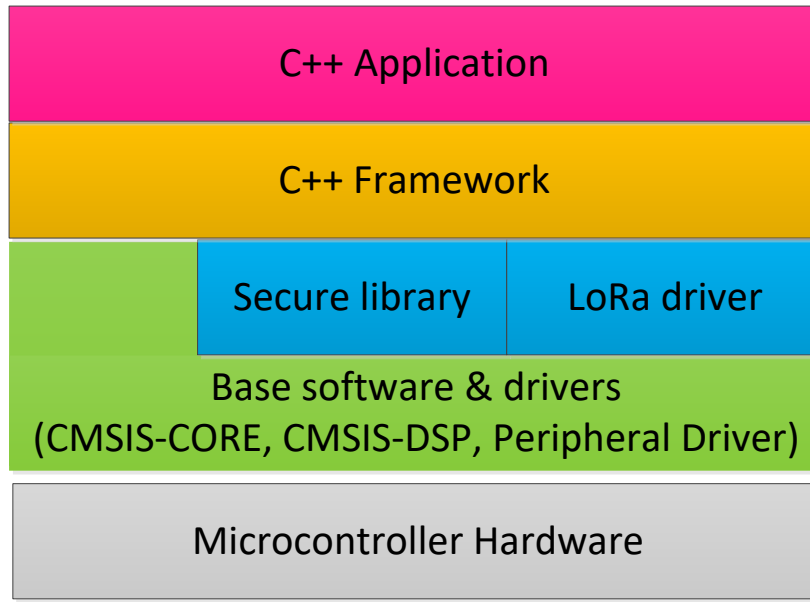 C++ Application
C++ Framework
Secure library
LoRa driver
Base software & drivers
(CMSIS-CORE, CMSIS-DSP, Peripheral Driver)
Microcontroller Hardware